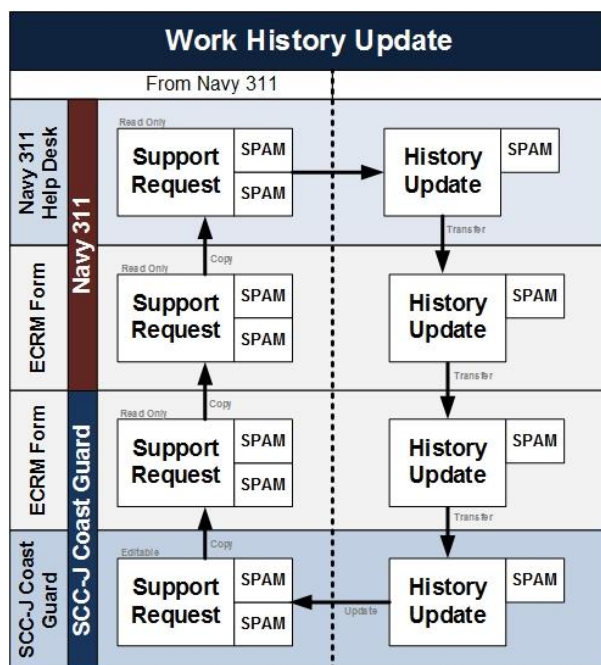 Work History Update
From Navy 311
Navy 311
Help Desk
Navy 311
Read Only
Support
Request
SPAM
SPAM
History
Update
SPAM
Copy
Transfer
ECRM Form
Read Only
Support
Request
SPAM
SPAM
History
Update
SPAM
Copy
Transfer
ECRM Form
SCC-J Coast Guard
Read Only
Support
Request
SPAM
SPAM
History
Update
SPAM
Copy
Transfer
SCC-J Coast
Guard
Editable
Support
Request
SPAM
SPAM
Update
History
Update
SPAM